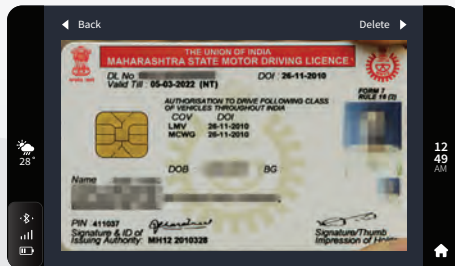 Back
Delete
THE UNION OF INDIA
MAHARASHTRA STATE MOTOR DRIVING LICENCE
DL No
DOI : 26-11-2010
Valid Till : 05-03-2022 (NT)
FORM 7
RULE 16 (2)
AUTHORISATION TO DRIVE FOLLOWING CLASS
OF VEHICLES THROUGHOUT INDIA
COV DOI
LMV 26-11-2010
MCWG 26-11-2010
DOB BG
Name
PIN 411037
Signature & ID of
Issuing Authority: MH12 2010328
Signature/Thumb
Impression of
28°
12
49
AM